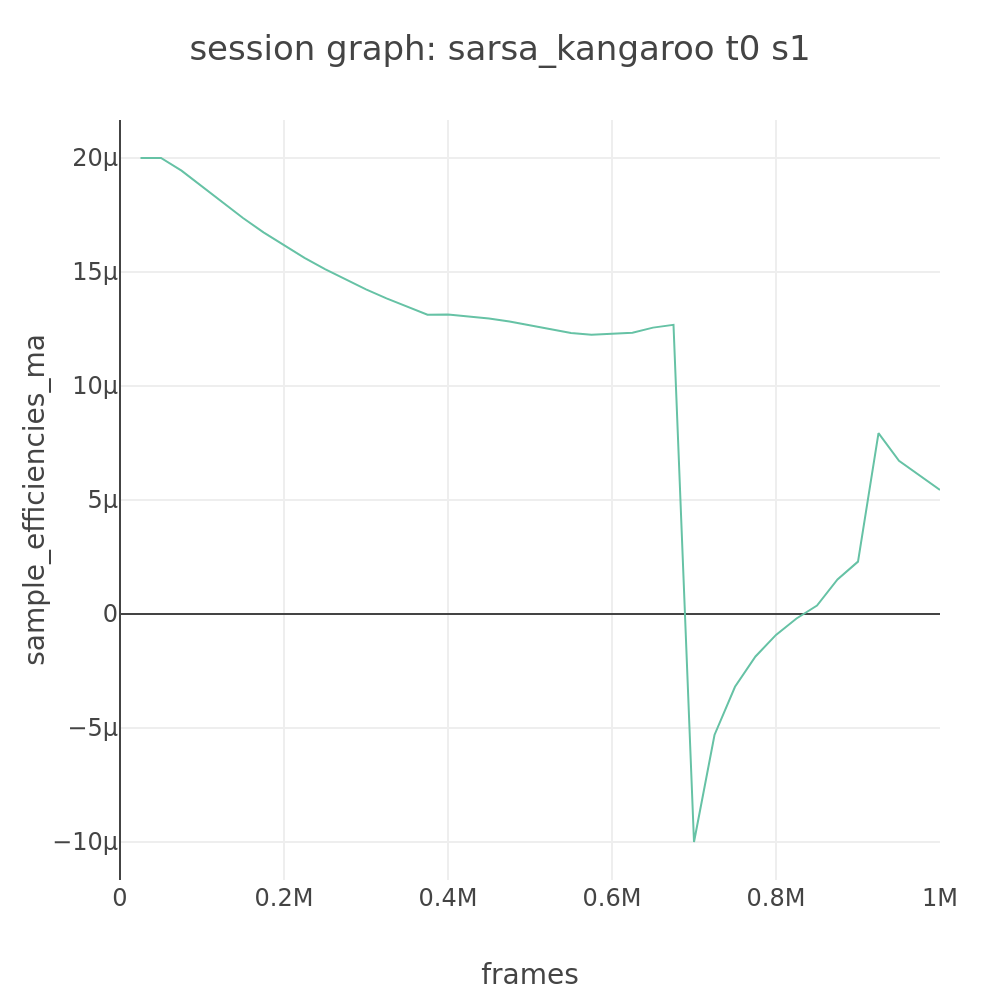 session graph: sarsa_kangaroo t0 s1
sample_efficiencies_ma
20μ
15μ
10μ
5μ
0
−5μ
−10μ
0 0.2M 0.4M 0.6M 0.8M 1M
frames